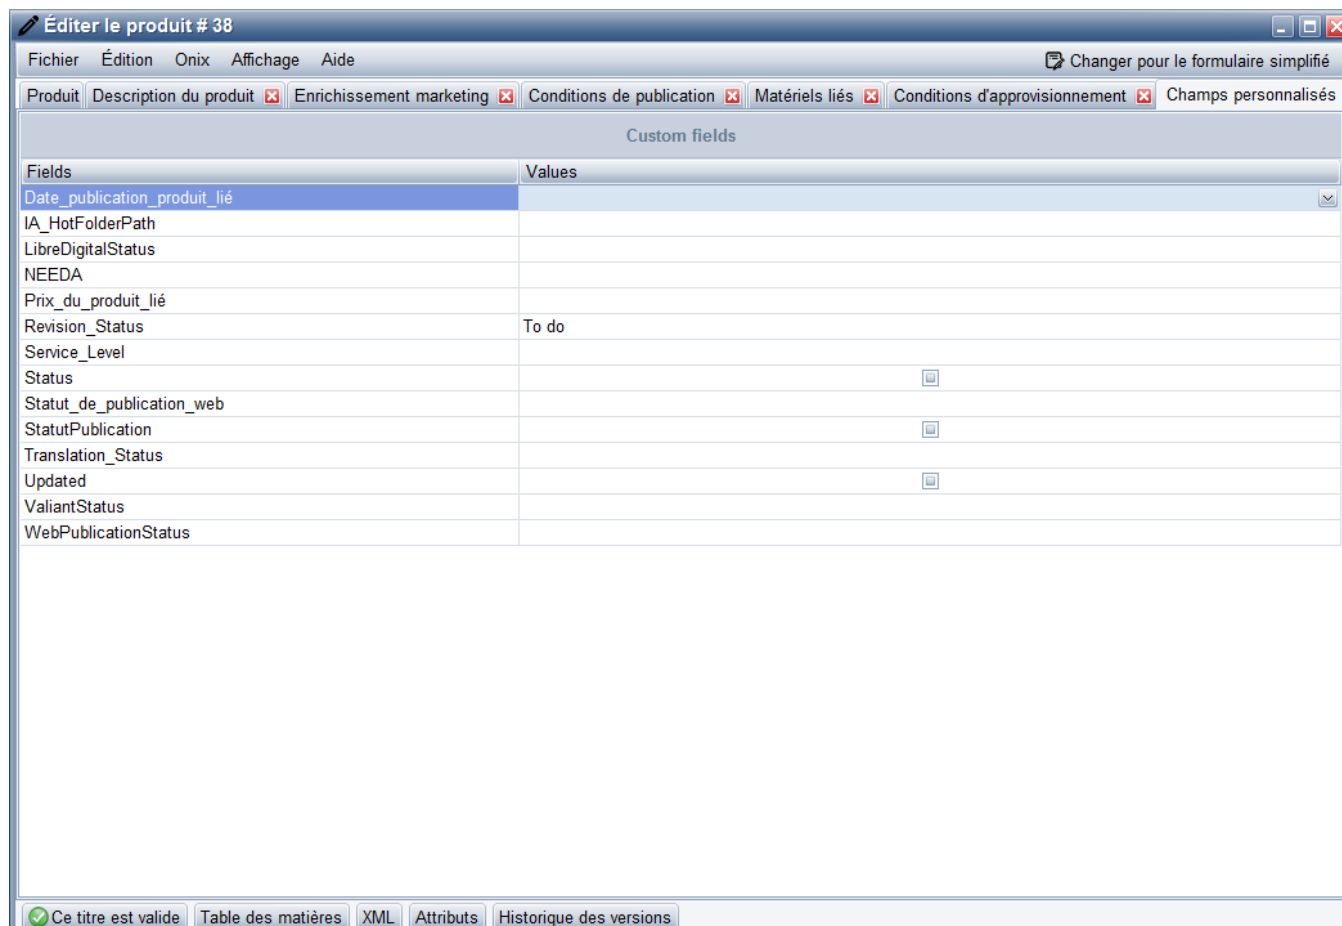 Éditer le produit # 38
Fichier Édition Onix Affichage Aide Changer pour le formulaire simplifié
Produit Description du produit Enrichissement marketing Conditions de publication Matériels liés Conditions d'approvisionnement Champs personnalisés
Custom fields
Fields Values
Date_publication_produit_lié
IA_HotFolderPath
LibreDigitalStatus
NEEDA
Prix_du_produit_lié
Revision_Status To do
Service_Level
Status
Statut_de_publication_web
StatutPublication
Translation_Status
Updated
ValiantStatus
WebPublicationStatus
Ce titre est valide Table des matières XML Attributs Historique des versions